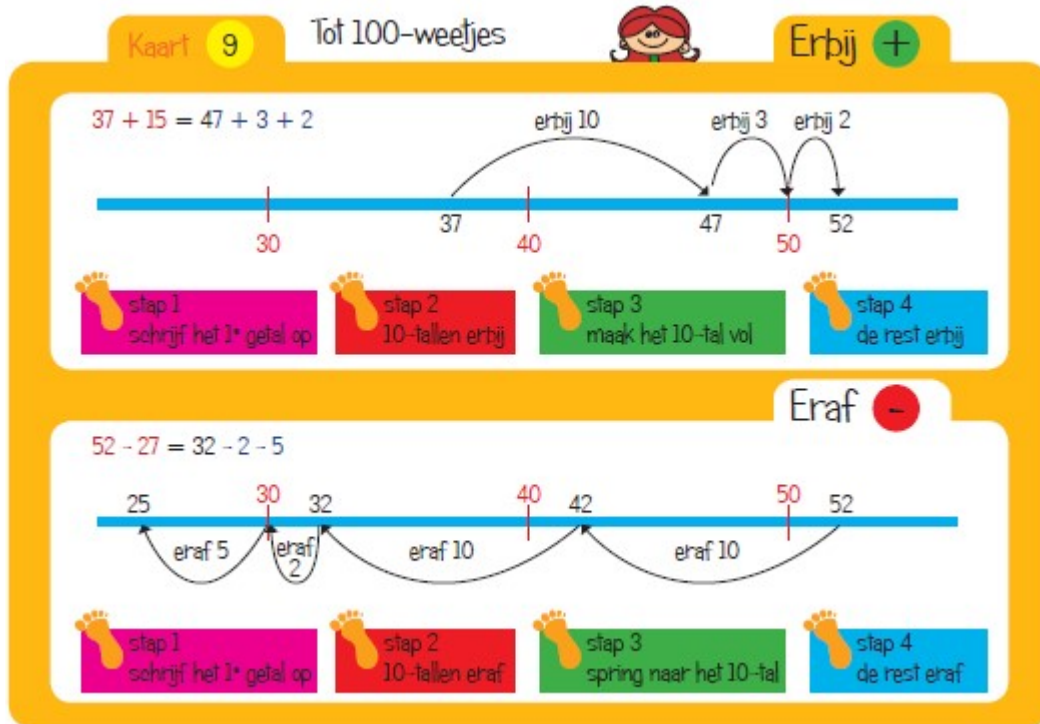 Kaart 9
Tot 100-weetjes
Erbij +
37 + 15 = 47 + 3 + 2
erbij 10
erbij 3
erbij 2
37
47
52
30
40
50
stap 1
schrijf het 1e getal op
stap 2
10-tallen erbij
stap 3
maak het 10-tal vol
stap 4
de rest erbij
Eraf -
52 - 27 = 32 - 2 - 5
25
30
32
40
42
50
52
eraf 5
eraf
2
eraf 10
eraf 10
stap 1
schrijf het 1e getal op
stap 2
10-tallen eraf
stap 3
spring naar het 10-tal
stap 4
de rest eraf